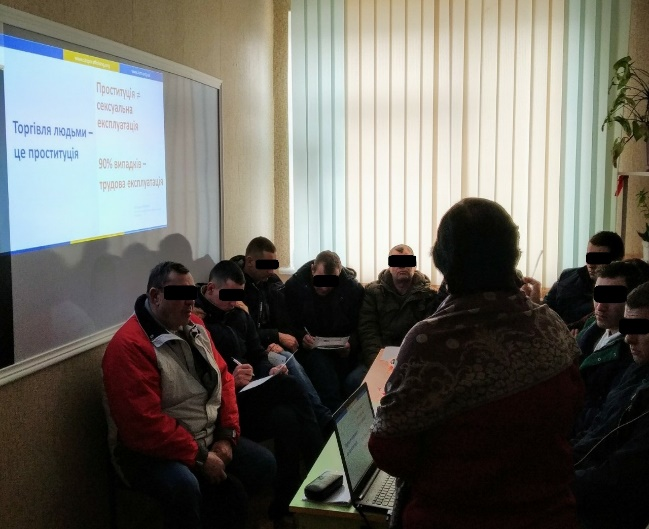 Торгівля людьми –
це проституція
Проституція =
сексуальна
експлуатація
90% випадків –
трудова експлуатація